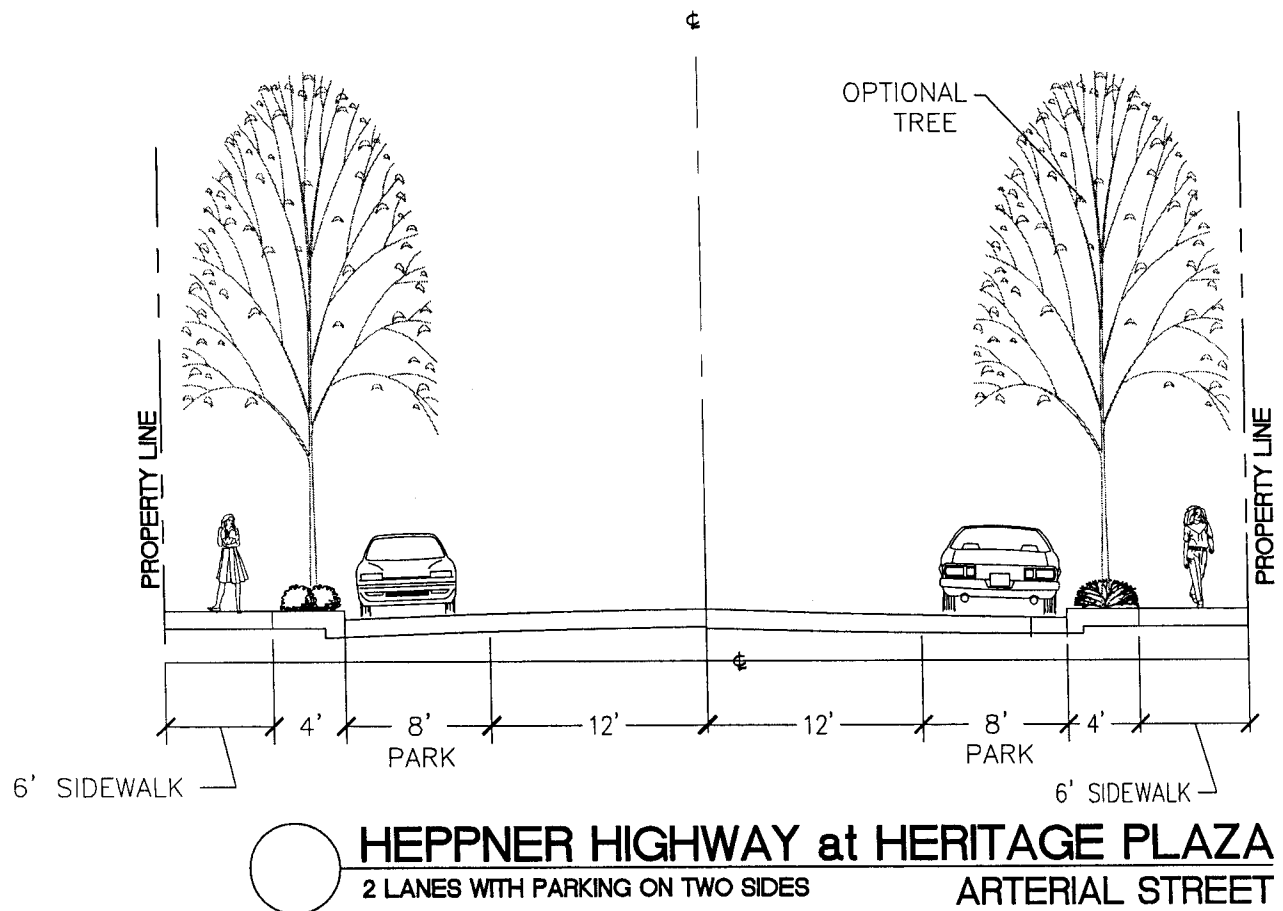 ℄
OPTIONAL
TREE
PROPERTY LINE
PROPERTY LINE
℄
4'
8'
12'
12'
8'
4'
PARK
PARK
6' SIDEWALK
6' SIDEWALK
HEPPNER HIGHWAY at HERITAGE PLAZA
2 LANES WITH PARKING ON TWO SIDES
ARTERIAL STREET